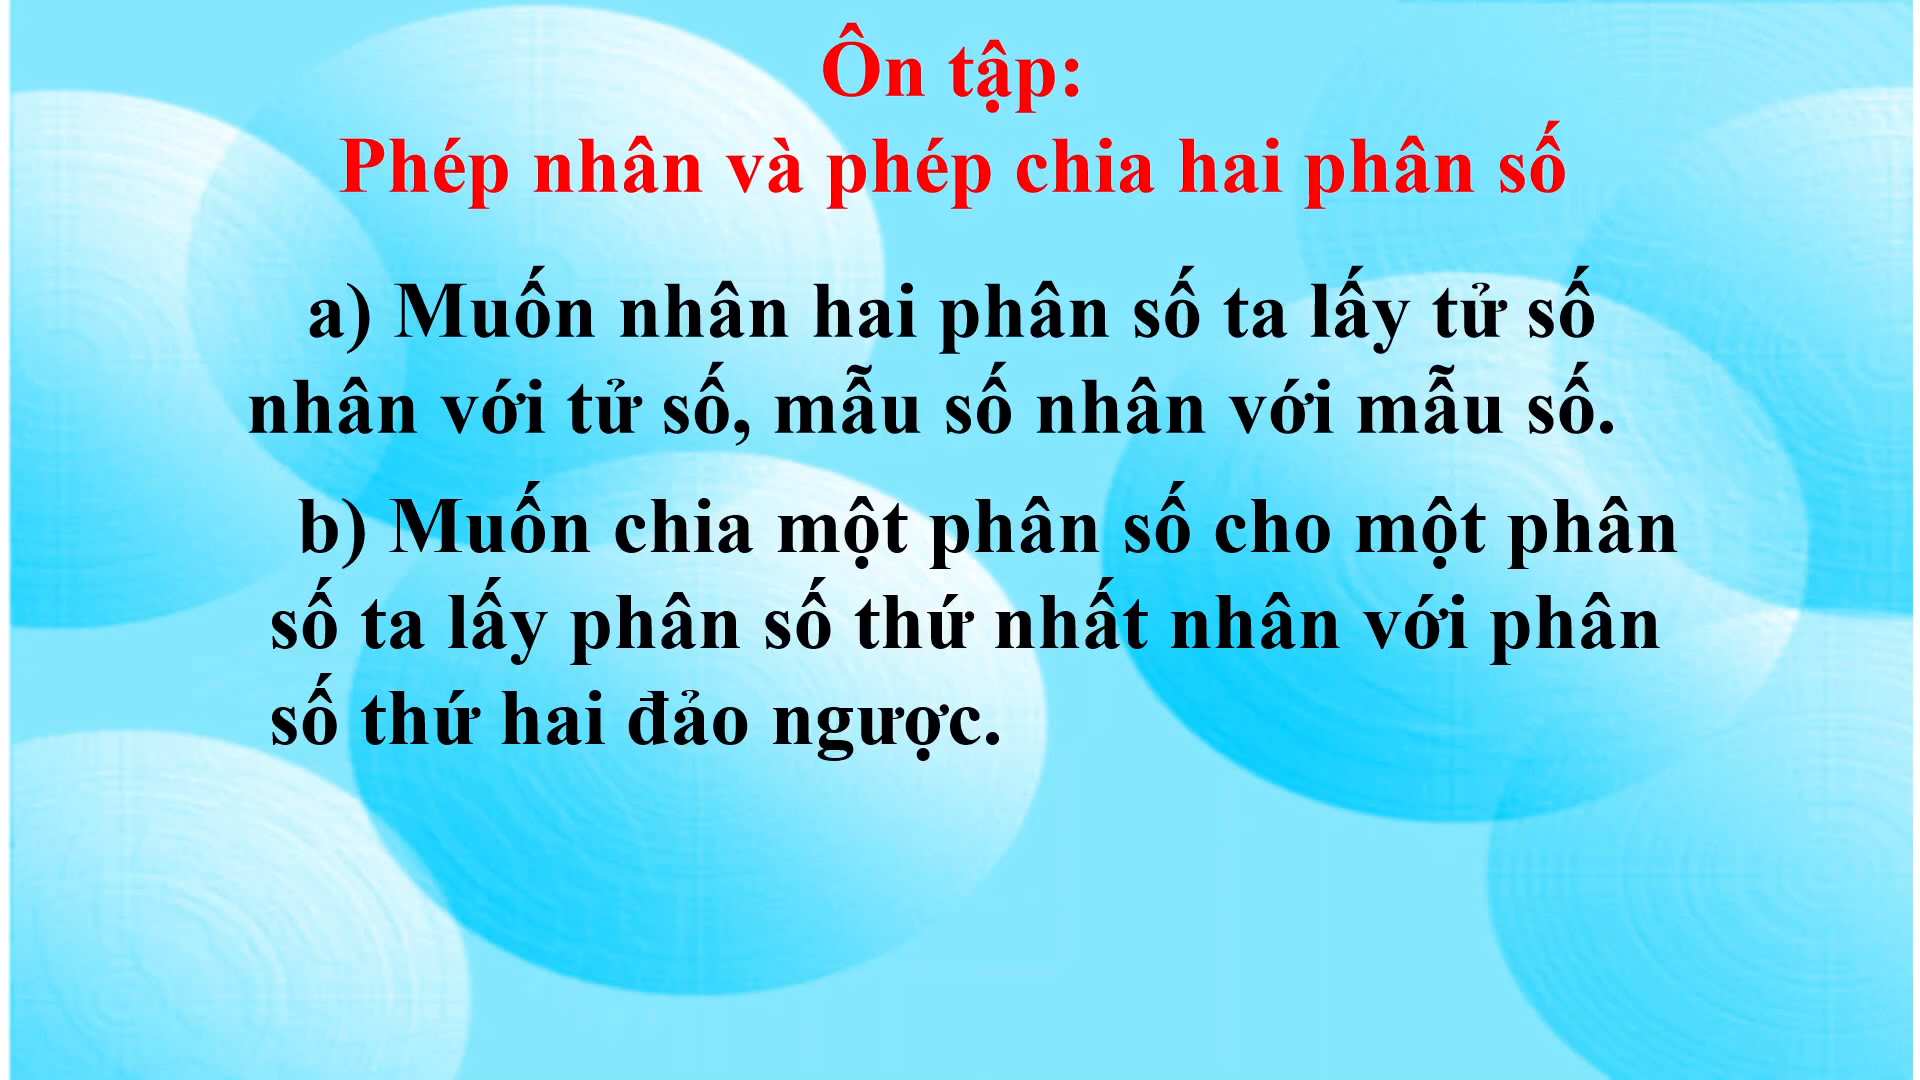 Ôn tập:
Phép nhân và phép chia hai phân số
a) Muốn nhân hai phân số ta lấy tử số
nhân với tử số, mẫu số nhân với mẫu số.
b) Muốn chia một phân số cho một phân
số ta lấy phân số thứ nhất nhân với phân
số thứ hai đảo ngược.